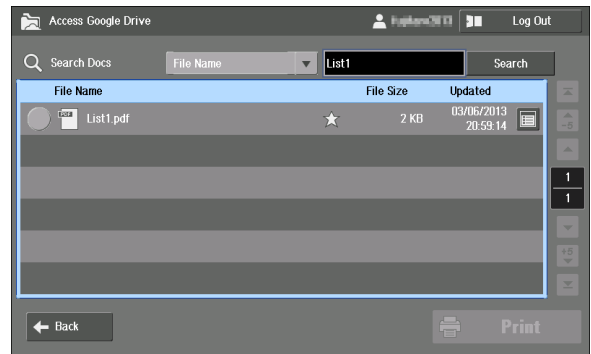 Access Google Drive
Log Out
Search Docs
File Name
List1
Search
File Name
File Size
Updated
PDF
List1.pdf
2 KB
03/06/2013
20:59:14
-5
1
1
+5
Back
Print